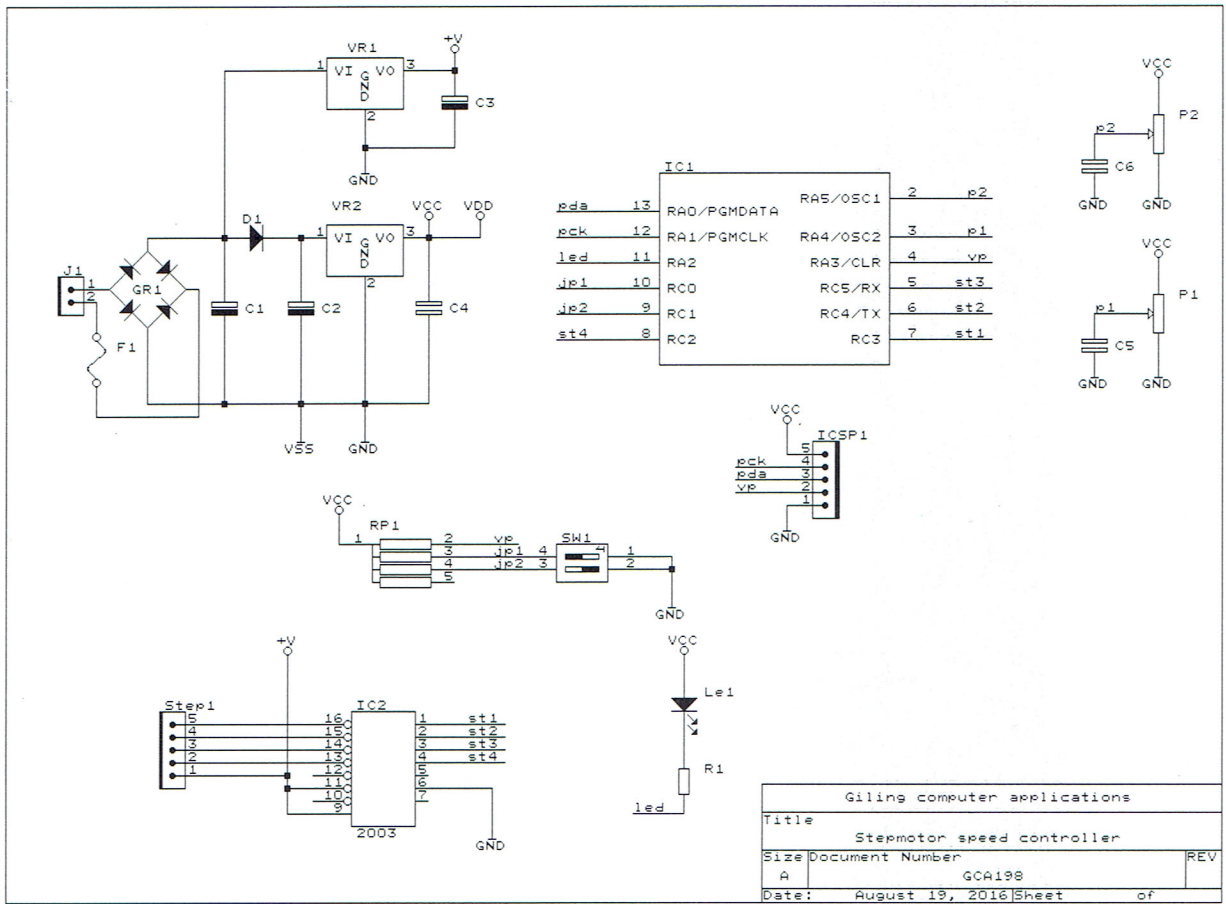 VR1
+V
1 VI GND VO 3
2
C3
GND
VCC
P2
p2
C6
GND GND
D1
VR2
VCC VDD
1 VI GND VO 3
2
J1
1
2
GR1
F1
C1
C2
C4
VSS
GND
IC1
pda 13 RA0/PGMDATA
pck 12 RA1/PGMCLK
led 11 RA2
jp1 10 RC0
jp2 9 RC1
st4 8 RC2
RA5/OSC1 2 p2
RA4/OSC2 3 p1
RA3/CLR 4 vp
RC5/RX 5 st3
RC4/TX 6 st2
RC3 7 st1
VCC
P1
p1
C5
GND GND
VCC
ICSP1
5
pck 4
pda 3
vp 2
1
GND
VCC
RP1
1
2 vp
3 jp1
4 jp2
5
SW1
4 1
3 2
GND
+V
Step1
5
4
3
2
1
IC2
16 1 st1
15 2 st2
14 3 st3
13 4 st4
12 5
11 6
10 7
9
2003
GND
VCC
Le1
R1
led
Giling computer applications
Title
Stepmotor speed controller
Size Document Number REV
A GCA198
Date: August 19, 2016 Sheet of